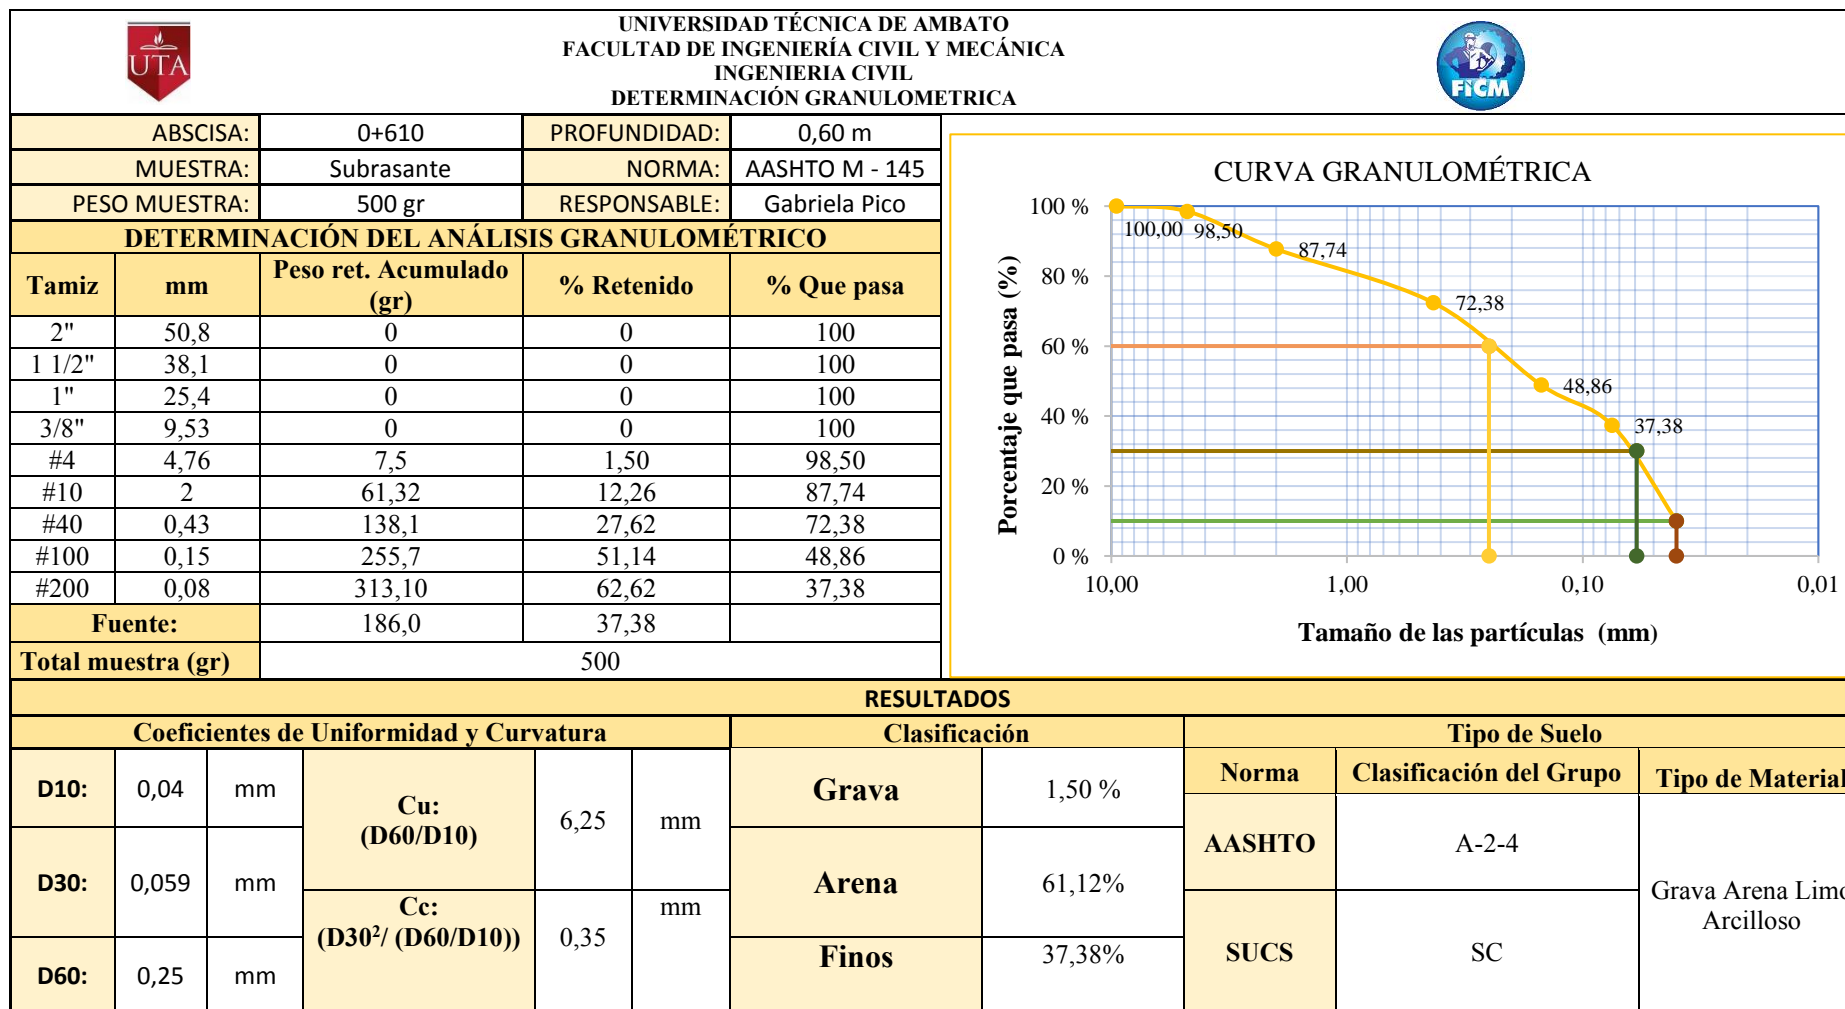 UTA
UNIVERSIDAD TÉCNICA DE AMBATO
FACULTAD DE INGENIERÍA CIVIL Y MECÁNICA
INGENIERIA CIVIL
DETERMINACIÓN GRANULOMETRICA
FICM
ABSCISA: 0+610 PROFUNDIDAD: 0,60 m
MUESTRA: Subrasante NORMA: AASHTO M - 145
PESO MUESTRA: 500 gr RESPONSABLE: Gabriela Pico
DETERMINACIÓN DEL ANÁLISIS GRANULOMÉTRICO
Tamiz mm Peso ret. Acumulado (gr) % Retenido % Que pasa
2" 50,8 0 0 100
1 1/2" 38,1 0 0 100
1" 25,4 0 0 100
3/8" 9,53 0 0 100
#4 4,76 7,5 1,50 98,50
#10 2 61,32 12,26 87,74
#40 0,43 138,1 27,62 72,38
#100 0,15 255,7 51,14 48,86
#200 0,08 313,10 62,62 37,38
Fuente: 186,0 37,38
Total muestra (gr) 500
CURVA GRANULOMÉTRICA
Porcentaje que pasa (%)
100 %
80 %
60 %
40 %
20 %
0 %
100,00 98,50 87,74 72,38 48,86 37,38
10,00 1,00 0,10 0,01
Tamaño de las partículas (mm)
RESULTADOS
Coeficientes de Uniformidad y Curvatura Clasificación Tipo de Suelo
D10: 0,04 mm
D30: 0,059 mm
D60: 0,25 mm
Cu:
(D60/D10) 6,25 mm
Cc:
(D30²/ (D60/D10)) 0,35 mm
Grava 1,50 %
Arena 61,12%
Finos 37,38%
Norma Clasificación del Grupo Tipo de Material
AASHTO A-2-4
SUCS SC
Grava Arena Limo
Arcilloso